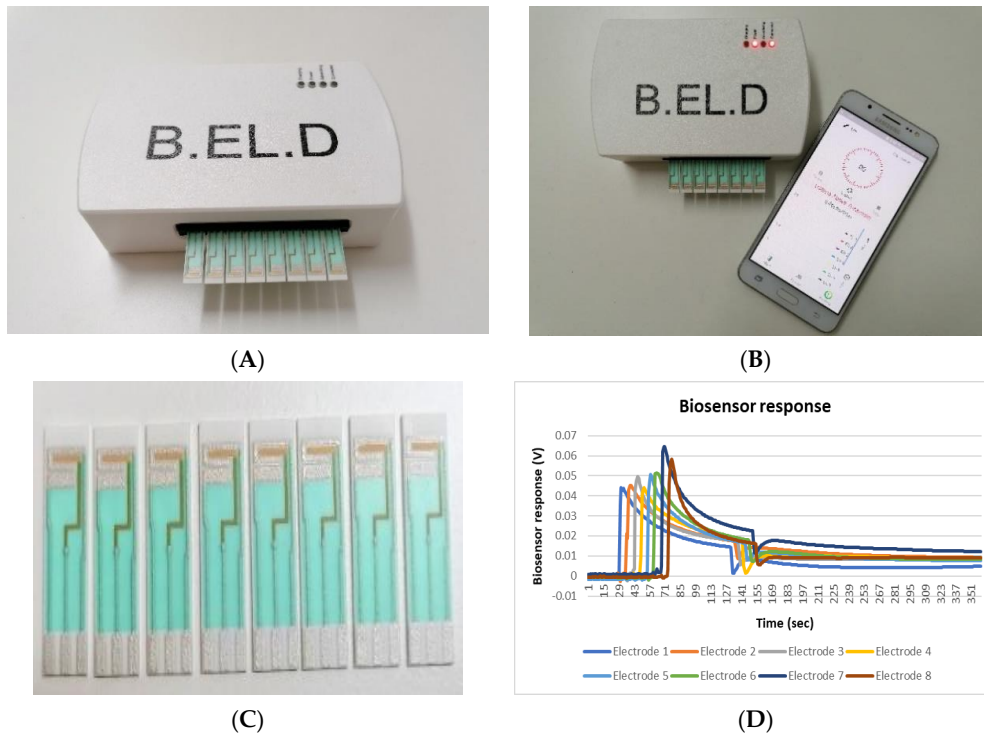 B.EL.D
(A)
B.EL.D
SAMSUNG
(B)
(C)
Biosensor response
Biosensor response (V)
0.07
0.06
0.05
0.04
0.03
0.02
0.01
0
-0.01
1 15 29 43 57 71 85 99 113 127 141 155 169 183 197 211 225 239 253 267 281 295 309 323 337 351
Time (sec)
Electrode 1 Electrode 2 Electrode 3 Electrode 4
Electrode 5 Electrode 6 Electrode 7 Electrode 8
(D)